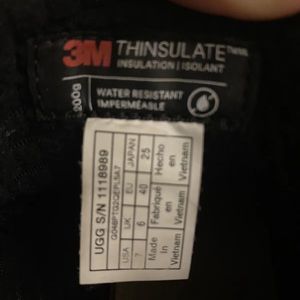 3M THINSULATE
INSULATION | ISOLANT
200g
WATER RESISTANT
IMPERMÉABLE
UGG S/N 1118989
USA UK EU JAPAN
7 6 40 25
Made Fabriqué Hecho
in en en
Vietnam Vietnam Vietnam